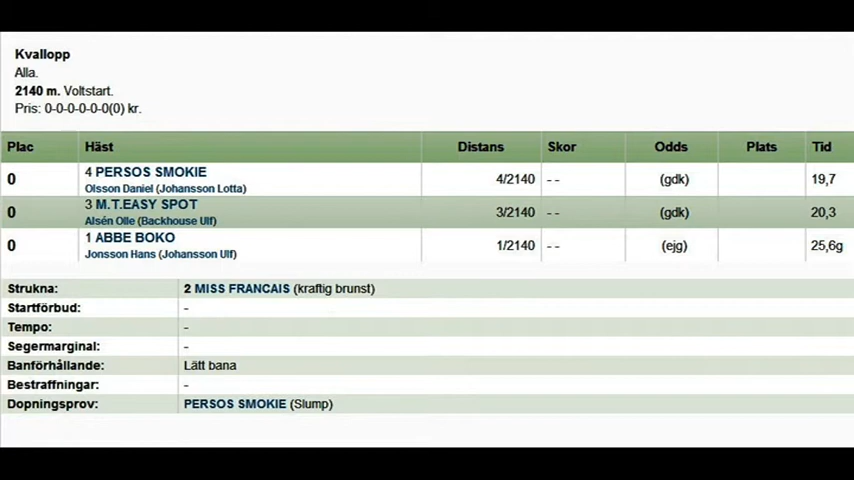 Kvallopp
Alla.
2140 m. Voltstart.
Pris: 0-0-0-0-0-0(0) kr.
Plac Häst Distans Skor Odds Plats Tid
0 4 PERSOS SMOKIE 4/2140 - - (gdk) 19,7
Olsson Daniel (Johansson Lotta)
0 3 M.T.EASY SPOT 3/2140 - - (gdk) 20,3
Alsén Olle (Backhouse Ulf)
0 1 ABBE BOKO 1/2140 - - (ejg) 25,6g
Jonsson Hans (Johansson Ulf)
Strukna: 2 MISS FRANCAIS (kraftig brunst)
Startförbud: -
Tempo: -
Segermarginal: -
Banförhållande: Lätt bana
Bestraffningar: -
Dopningsprov: PERSOS SMOKIE (Slump)